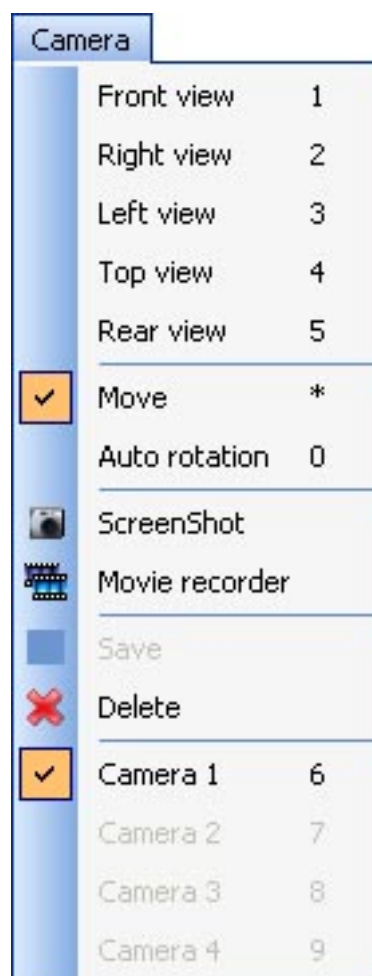 Camera
Front view 1
Right view 2
Left view 3
Top view 4
Rear view 5
Move *
Auto rotation 0
ScreenShot
Movie recorder
Save
Delete
Camera 1 6
Camera 2 7
Camera 3 8
Camera 4 9